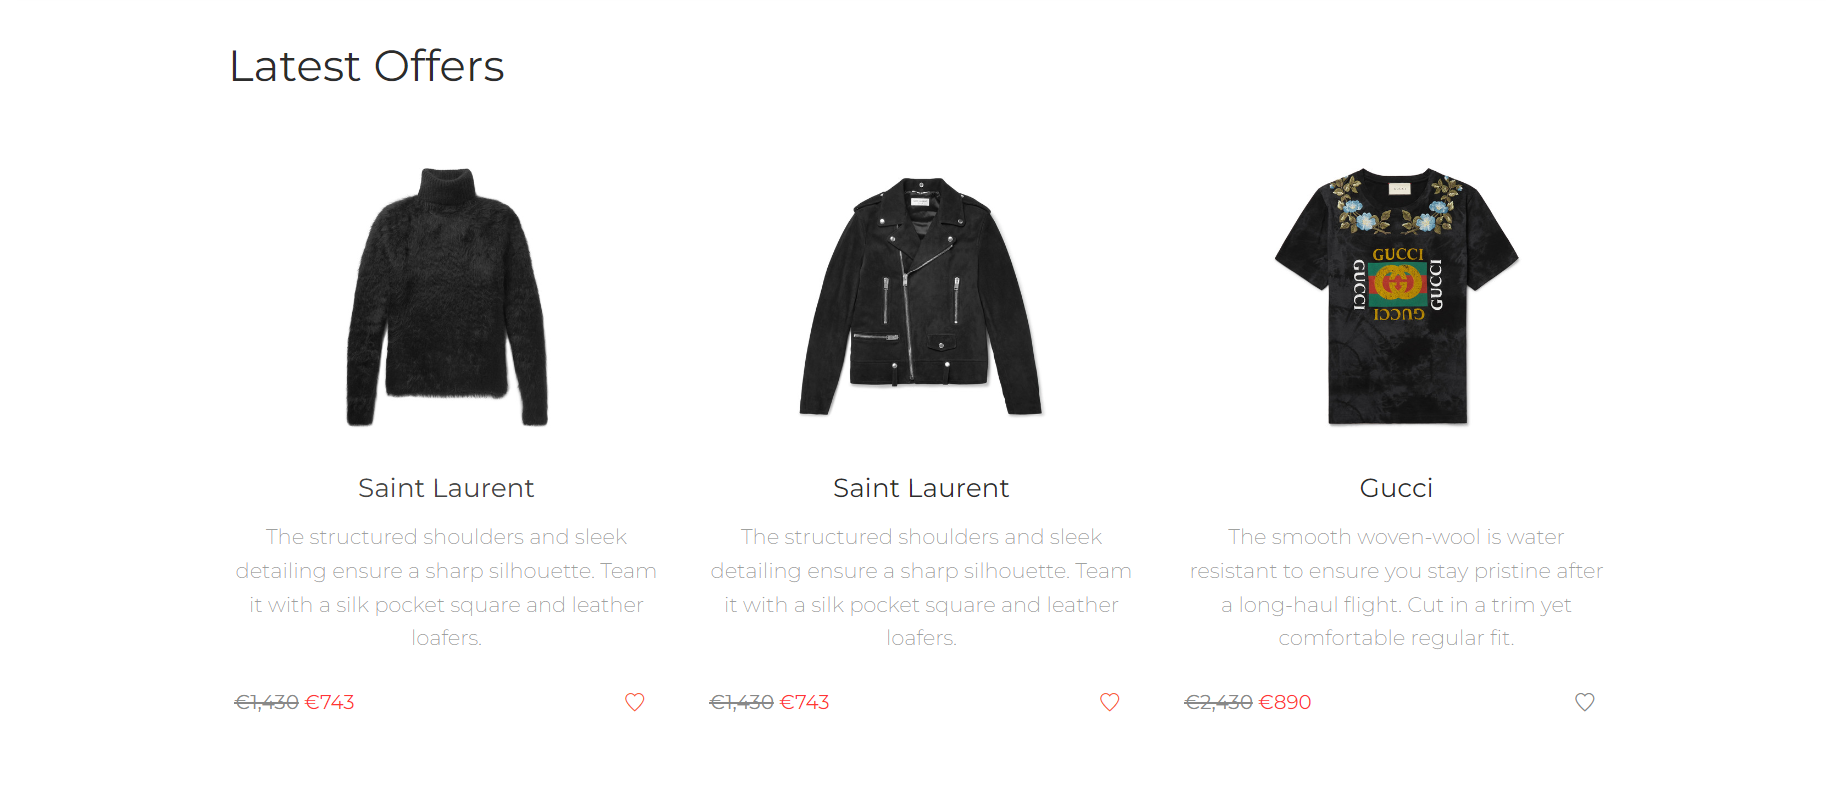 Latest Offers
GUCCI
GUCCI
GUCCI
GUCCI
Saint Laurent
Saint Laurent
Gucci
The structured shoulders and sleek
detailing ensure a sharp silhouette. Team
it with a silk pocket square and leather
loafers.
The structured shoulders and sleek
detailing ensure a sharp silhouette. Team
it with a silk pocket square and leather
loafers.
The smooth woven-wool is water
resistant to ensure you stay pristine after
a long-haul flight. Cut in a trim yet
comfortable regular fit.
€1,430 €743
€1,430 €743
€2,430 €890